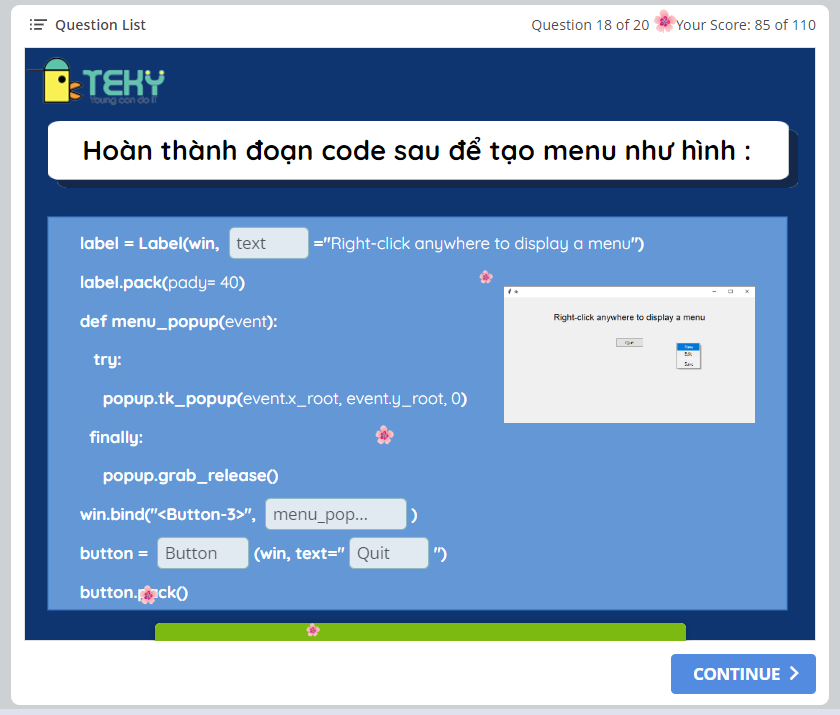 Question List
Question 18 of 20
Your Score: 85 of 110
TEKY
Young can do it
Hoàn thành đoạn code sau để tạo menu như hình :
label = Label(win, text ="Right-click anywhere to display a menu")
label.pack(pady= 40)
def menu_popup(event):
try:
popup.tk_popup(event.x_root, event.y_root, 0)
finally:
popup.grab_release()
win.bind("<Button-3>", menu_pop... )
button = Button (win, text=" Quit ")
button.pack()
Right-click anywhere to display a menu
Quit
New
Edit
Save
CONTINUE